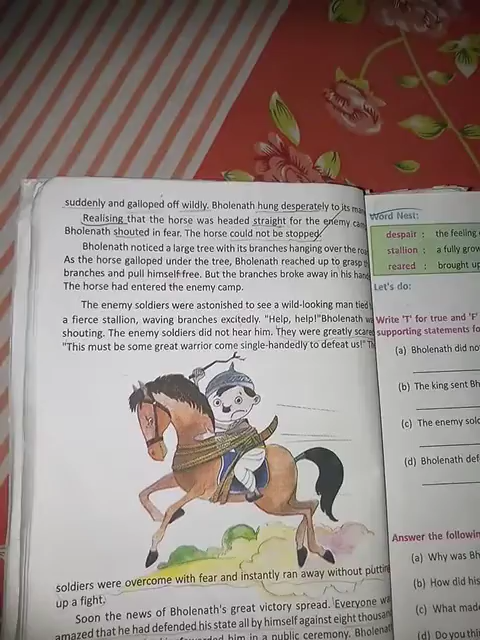 suddenly and galloped off wildly. Bholenath hung desperately to its
Realising that the horse was headed straight for the enemy
Bholenath shouted in fear. The horse could not be stopped.
Bholenath noticed a large tree with its branches hanging over the
As the horse galloped under the tree, Bholenath reached up to grasp
branches and pull himself free. But the branches broke away in his
The horse had entered the enemy camp.
The enemy soldiers were astonished to see a wild-looking man tied
a fierce stallion, waving branches excitedly. "Help, help!" Bholenath
shouting. The enemy soldiers did not hear him. They were greatly
"This must be some great warrior come single-handedly to defeat us!"
soldiers were overcome with fear and instantly ran away without putting
up a fight.
Soon the news of Bholenath's great victory spread. Everyone
amazed that he had defended his state all by himself against eight
him in a public ceremony.
Word Nest:
despair : the feeling
stallion : a fully
reared : brought up
Let's do:
Write 'T' for true and 'F'
supporting statements
(a) Bholenath did
(b) The king sent
(c) The enemy
(d) Bholenath
Answer the
(a) Why was
(b) How did his
(c) What made
(d) Do you